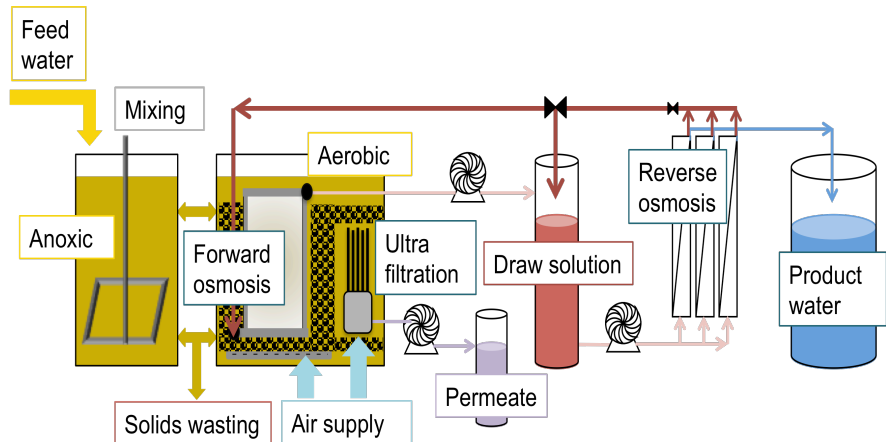 Feed
water
Mixing
Aerobic
Anoxic
Forward
osmosis
Ultra
filtration
Draw solution
Reverse
osmosis
Product
water
Permeate
Solids wasting
Air supply